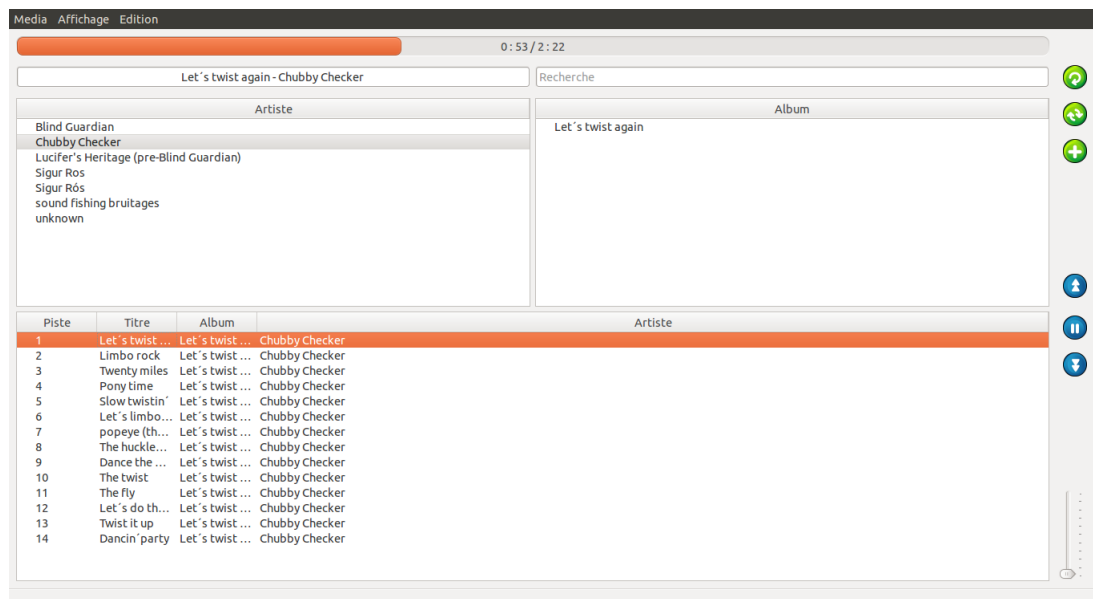 Media Affichage Edition
0 : 53 / 2 : 22
Let´s twist again - Chubby Checker Recherche
Artiste Album
Blind Guardian Let´s twist again
Chubby Checker
Lucifer's Heritage (pre-Blind Guardian)
Sigur Ros
Sigur Rós
sound fishing bruitages
unknown
Piste Titre Album Artiste
1 Let´s twist ... Let´s twist ... Chubby Checker
2 Limbo rock Let´s twist ... Chubby Checker
3 Twenty miles Let´s twist ... Chubby Checker
4 Pony time Let´s twist ... Chubby Checker
5 Slow twistin´ Let´s twist ... Chubby Checker
6 Let´s limbo... Let´s twist ... Chubby Checker
7 popeye (th... Let´s twist ... Chubby Checker
8 The huckle... Let´s twist ... Chubby Checker
9 Dance the ... Let´s twist ... Chubby Checker
10 The twist Let´s twist ... Chubby Checker
11 The fly Let´s twist ... Chubby Checker
12 Let´s do th... Let´s twist ... Chubby Checker
13 Twist it up Let´s twist ... Chubby Checker
14 Dancin´party Let´s twist ... Chubby Checker